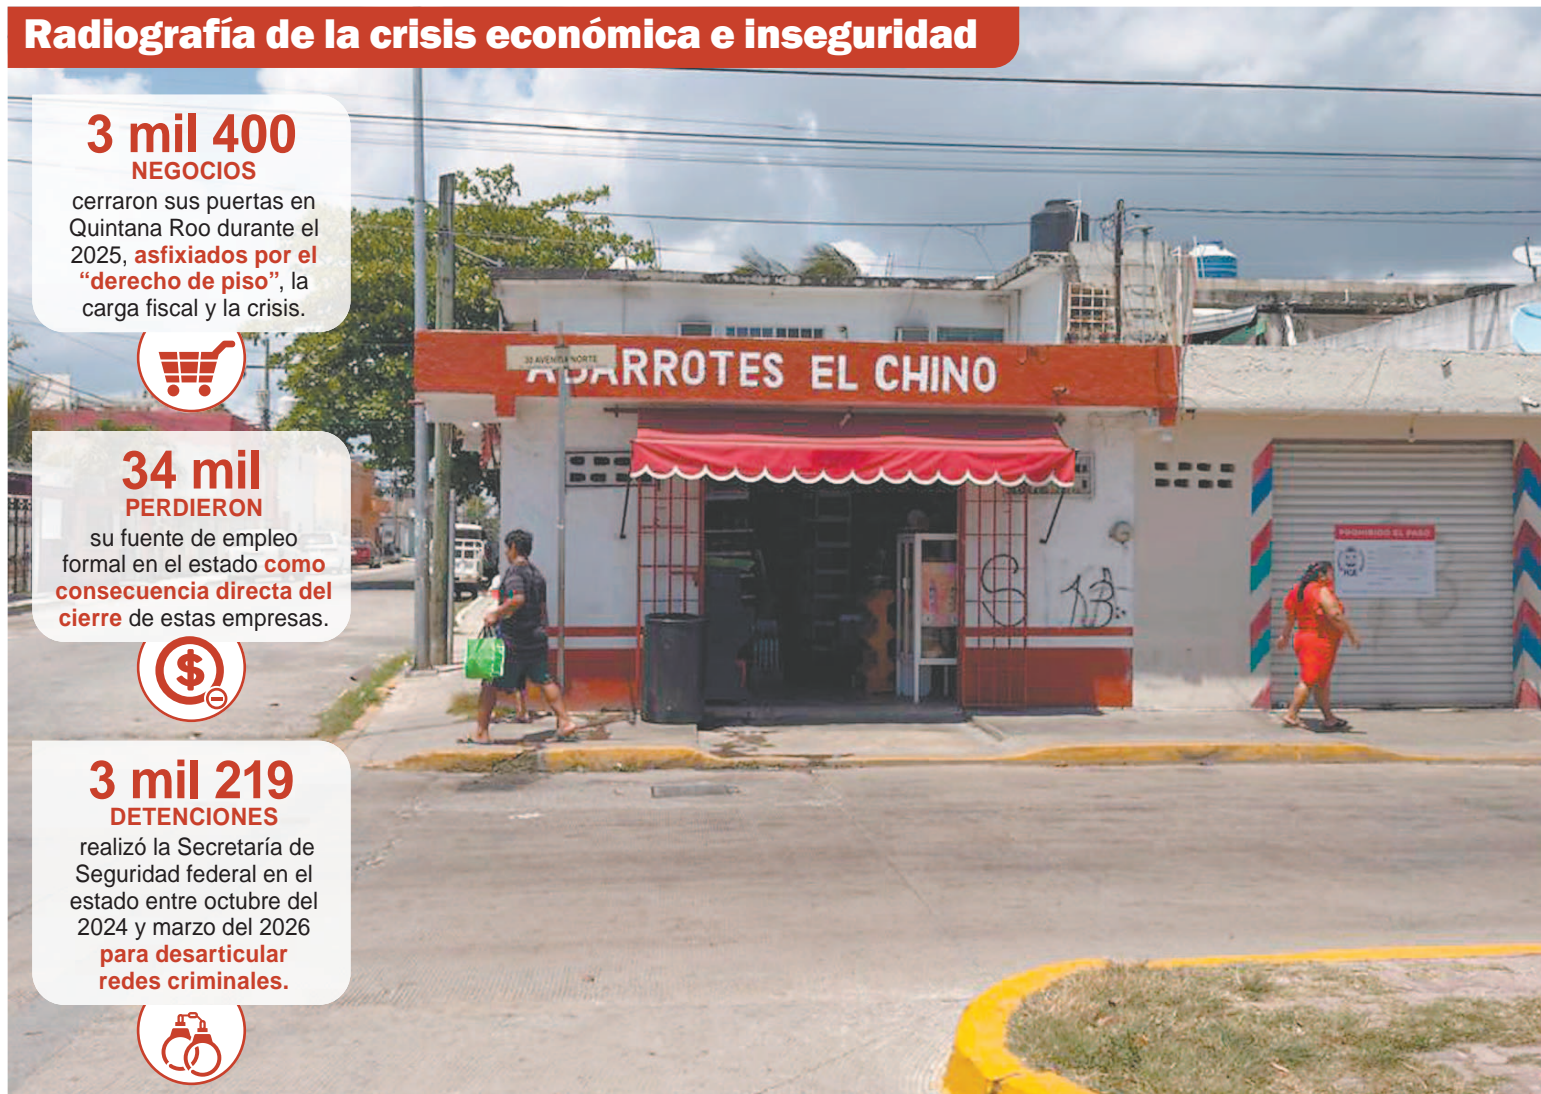 Radiografía de la crisis económica e inseguridad
3 mil 400
NEGOCIOS
cerraron sus puertas en
Quintana Roo durante el
2025, asfixiados por el
“derecho de piso”, la
carga fiscal y la crisis.
34 mil
PERDIERON
su fuente de empleo
formal en el estado como
consecuencia directa del
cierre de estas empresas.
3 mil 219
DETENCIONES
realizó la Secretaría de
Seguridad federal en el
estado entre octubre del
2024 y marzo del 2026
para desarticular
redes criminales.
30 AVENIDA NORTE
ABARROTES EL CHINO
PROHIBIDO EL PASO